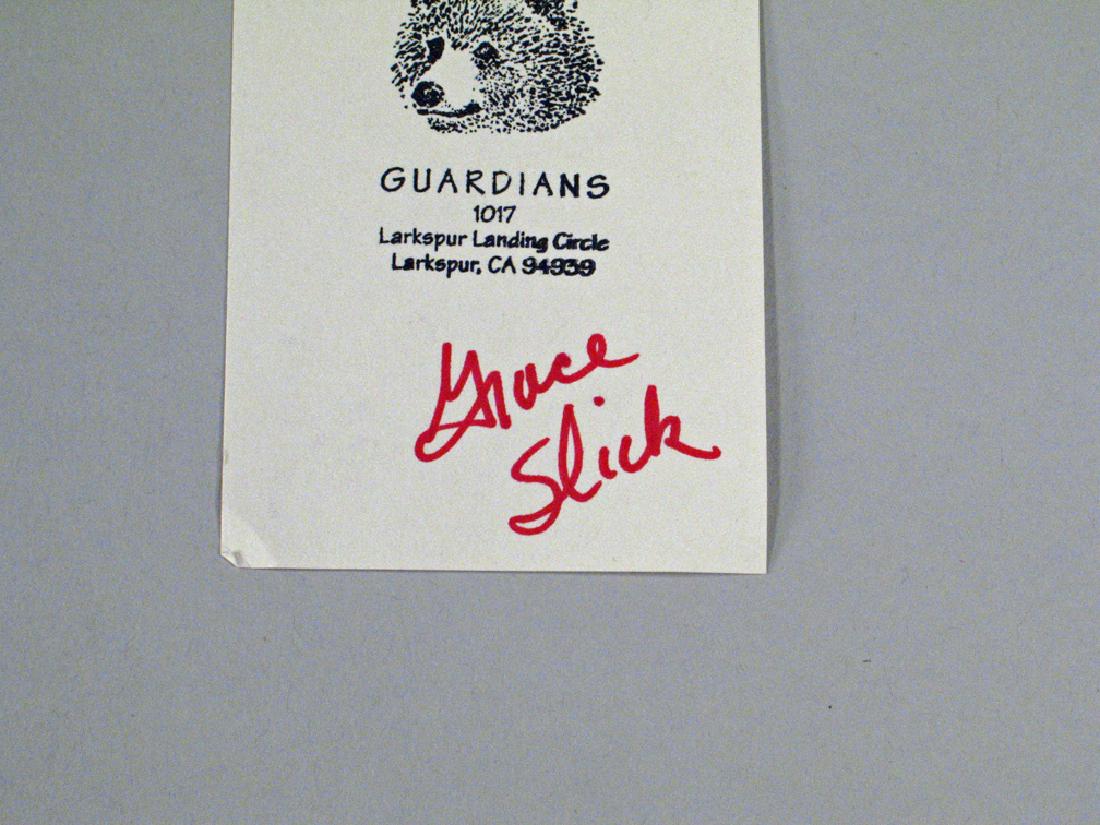 GUARDIANS
1017
Larkspur Landing Circle
Larkspur, CA 94939
Grace
Slick